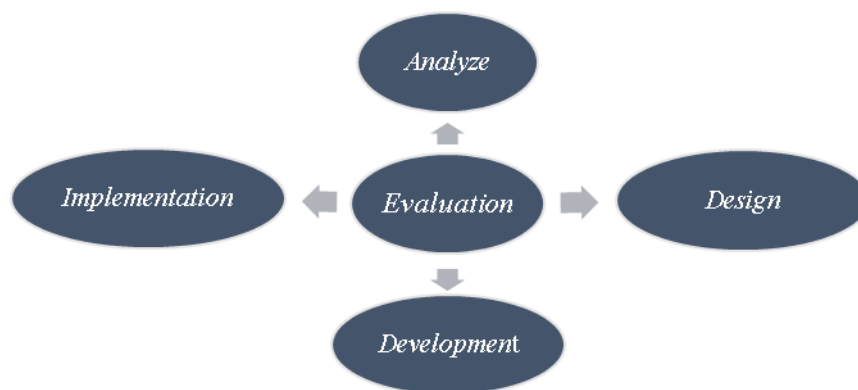 Analyze
Implementation
Evaluation
Design
Development